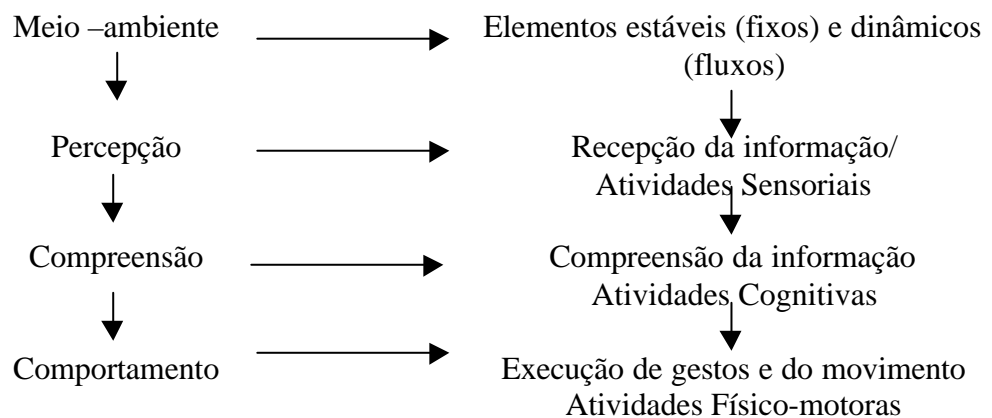 Meio –ambiente
Elementos estáveis (fixos) e dinâmicos
(fluxos)
Percepção
Recepção da informação/
Atividades Sensoriais
Compreensão
Compreensão da informação
Atividades Cognitivas
Comportamento
Execução de gestos e do movimento
Atividades Físico-motoras